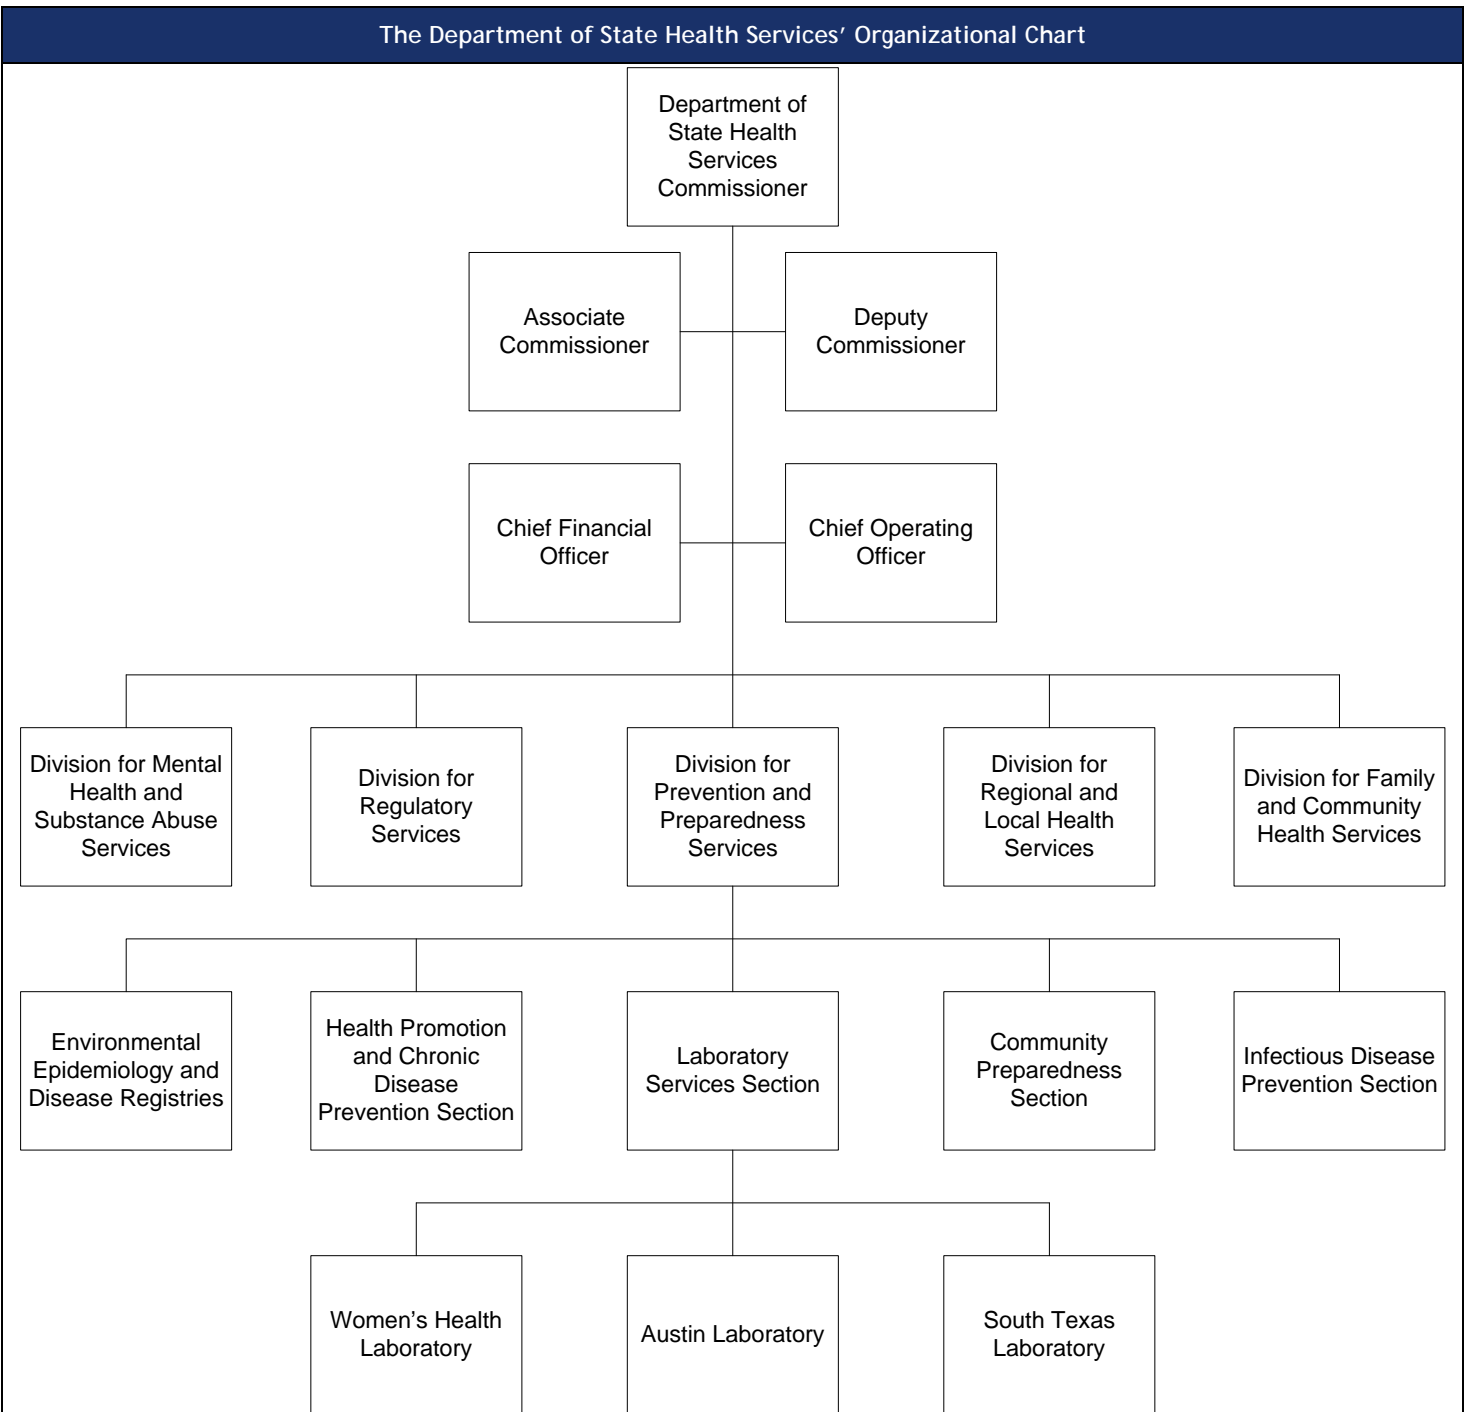 The Department of State Health Services’ Organizational Chart
Department of
State Health
Services
Commissioner
Associate
Commissioner
Deputy
Commissioner
Chief Financial
Officer
Chief Operating
Officer
Division for Mental
Health and
Substance Abuse
Services
Division for
Regulatory
Services
Division for
Prevention and
Preparedness
Services
Division for
Regional and
Local Health
Services
Division for Family
and Community
Health Services
Environmental
Epidemiology and
Disease Registries
Health Promotion
and Chronic
Disease
Prevention Section
Laboratory
Services Section
Community
Preparedness
Section
Infectious Disease
Prevention Section
Women’s Health
Laboratory
Austin Laboratory
South Texas
Laboratory